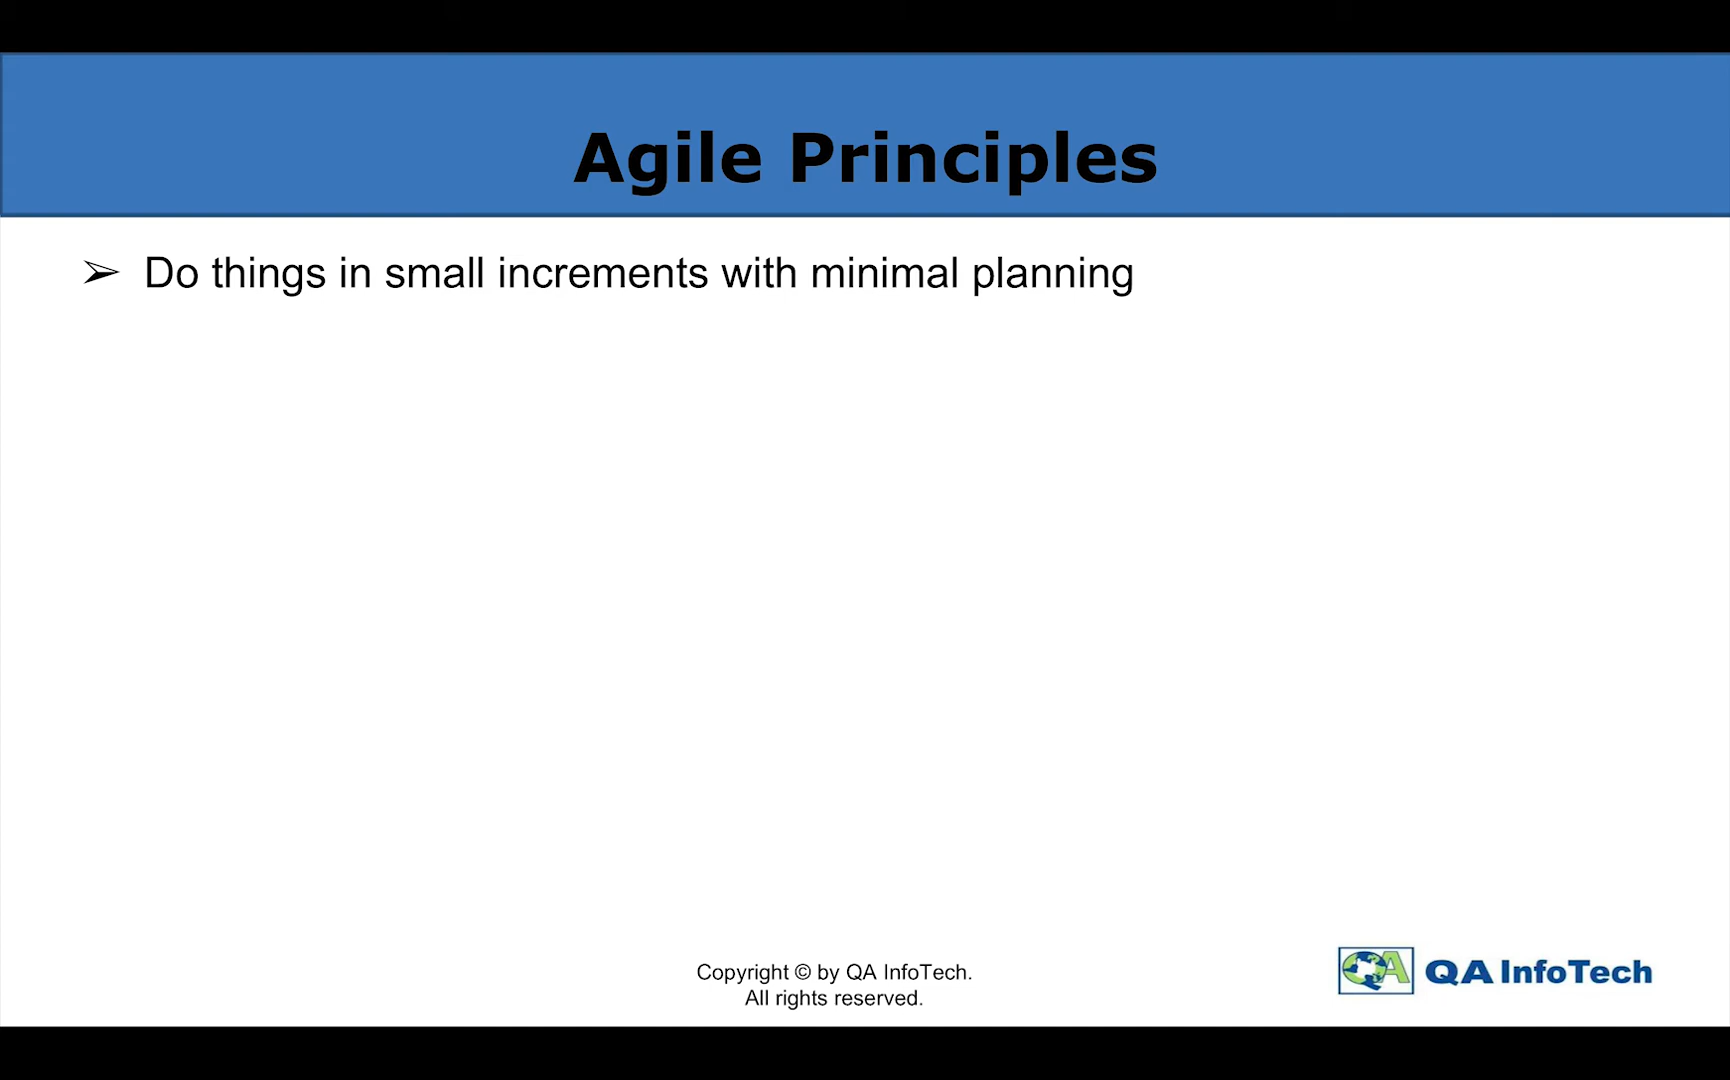 Agile Principles
➢ Do things in small increments with minimal planning
Copyright © by QA InfoTech.
All rights reserved.
QA
QA InfoTech